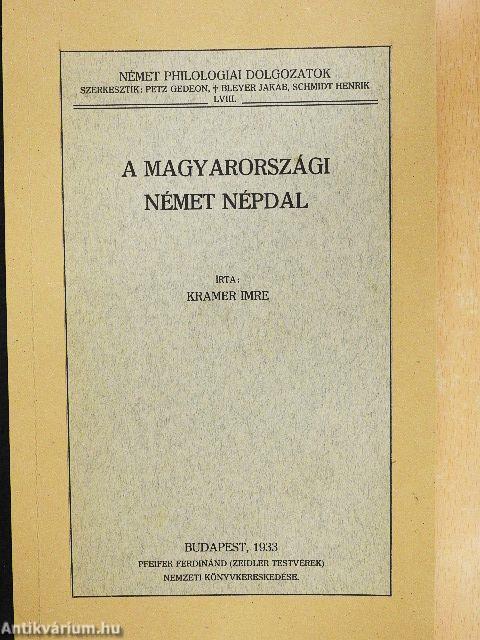 NÉMET PHILOLOGIAI DOLGOZATOK
SZERKESZTIK: PETZ GEDEON, † BLEYER JAKAB, SCHMIDT HENRIK
LVIII.
A MAGYARORSZÁGI
NÉMET NÉPDAL
IRTA:
KRAMER IMRE
BUDAPEST, 1933
PFEIFER FERDINÁND (ZEIDLER TESTVÉREK)
NEMZETI KÖNYVKERESKEDÉSE.
Antikvárium.hu